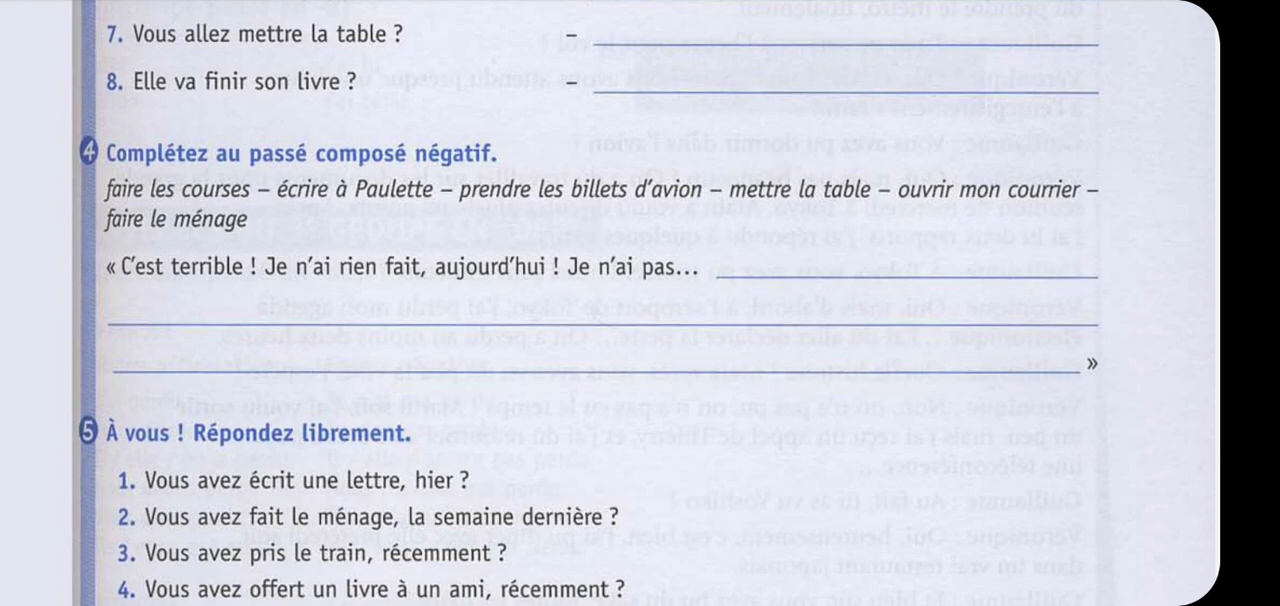 7. Vous allez mettre la table ? –
8. Elle va finir son livre ? –
4 Complétez au passé composé négatif.
faire les courses – écrire à Paulette – prendre les billets d'avion – mettre la table – ouvrir mon courrier –
faire le ménage
« C'est terrible ! Je n'ai rien fait, aujourd'hui ! Je n'ai pas...
»
5 À vous ! Répondez librement.
1. Vous avez écrit une lettre, hier ?
2. Vous avez fait le ménage, la semaine dernière ?
3. Vous avez pris le train, récemment ?
4. Vous avez offert un livre à un ami, récemment ?